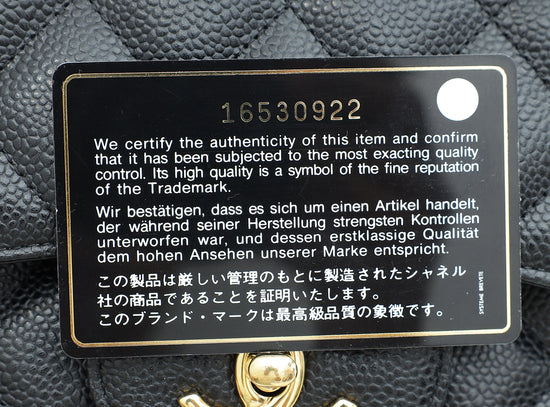 16530922
We certify the authenticity of this item and confirm
that it has been subjected to the most exacting quality
control. Its high quality is a symbol of the fine reputation
of the Trademark.
Wir bestätigen, dass es sich um einen Artikel handelt,
der während seiner Herstellung strengsten Kontrollen
unterworfen war, und dessen erstklassige Qualität
dem hohen Ansehen unserer Marke entspricht.
この製品は厳しい管理のもとに製造されたシャネル
社の商品であることを証明いたします。
このブランド・マークは最高級品質の象徴です。
SYSTEME BREVETE